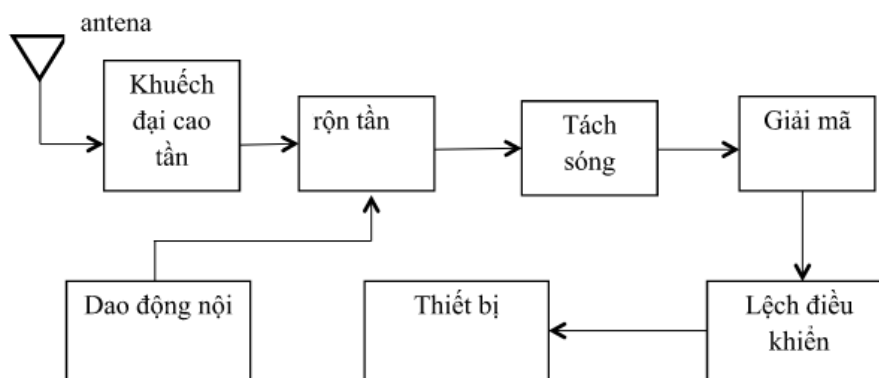 antena
Khuếch
đại cao
tần
rộn tần
Tách
sóng
Giải mã
Dao động nội
Thiết bị
Lệch điều
khiển